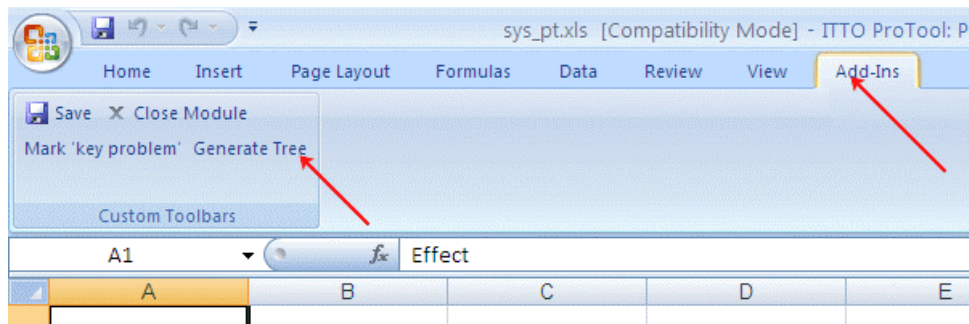 sys_pt.xls [Compatibility Mode] - ITTO ProTool: P
Home Insert Page Layout Formulas Data Review View Add-Ins
Save X Close Module
Mark 'key problem' Generate Tree
Custom Toolbars
A1 fx Effect
A B C D E